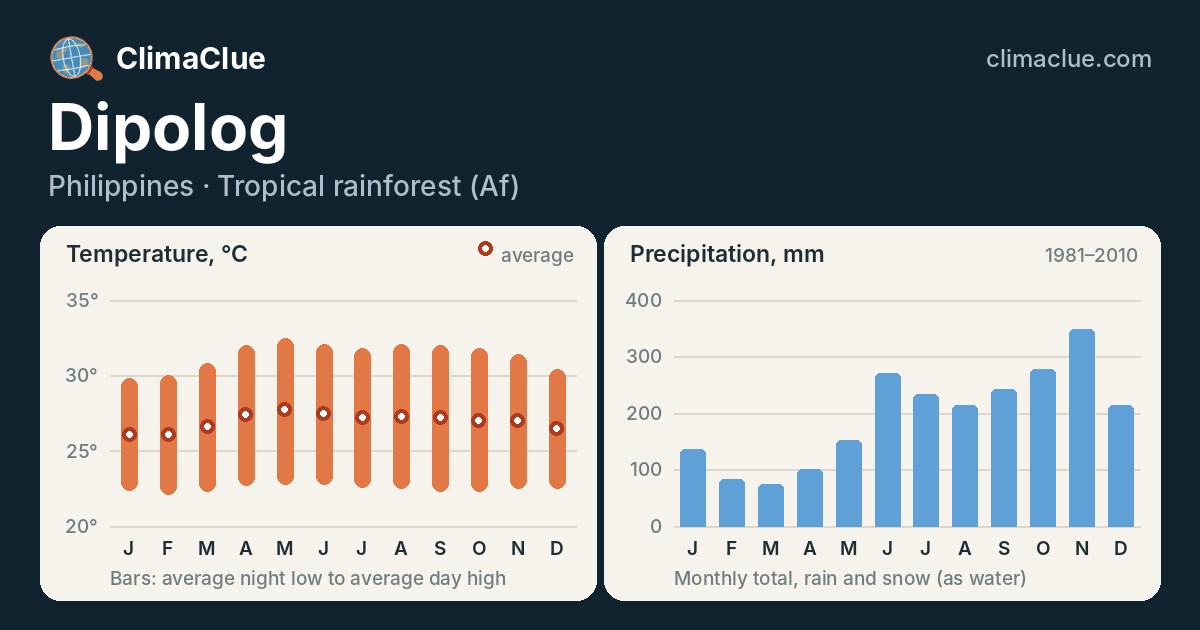 ClimaClue
climaclue.com
Dipolog
Philippines · Tropical rainforest (Af)
Temperature, °C
average
35°
30°
25°
20°
J F M A M J J A S O N D
Bars: average night low to average day high
Precipitation, mm
1981–2010
400
300
200
100
0
J F M A M J J A S O N D
Monthly total, rain and snow (as water)